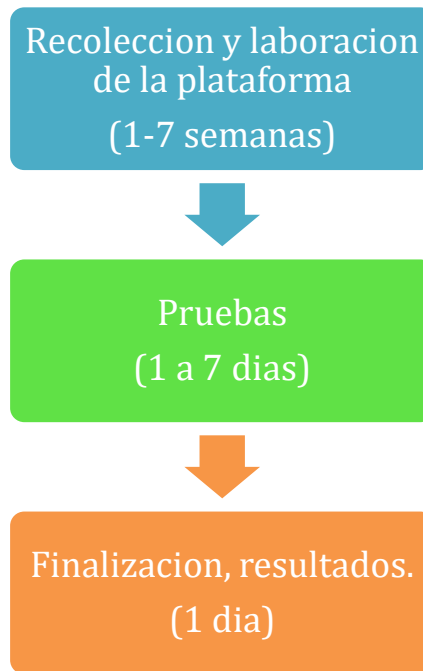 Recoleccion y laboracion
de la plataforma
(1-7 semanas)
Pruebas
(1 a 7 dias)
Finalizacion, resultados.
(1 dia)